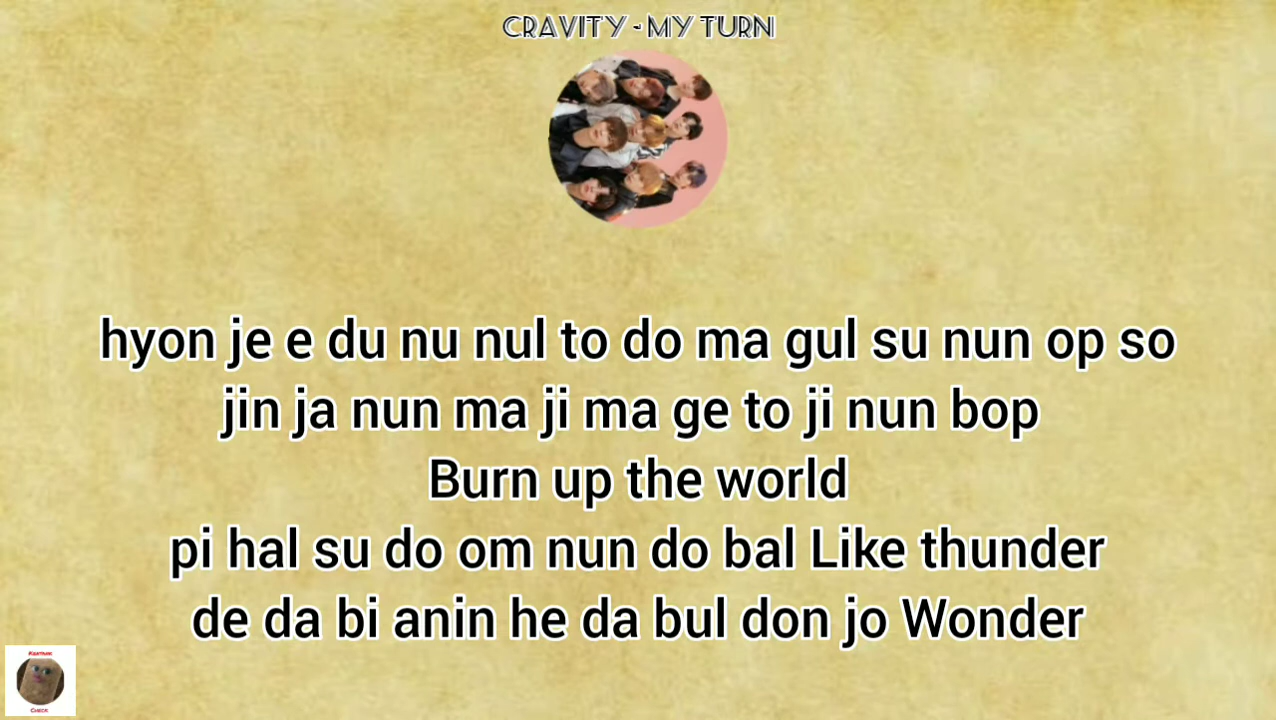 CRAVITY - MY TURN
hyon je e du nu nul to do ma gul su nun op so
jin ja nun ma ji ma ge to ji nun bop
Burn up the world
pi hal su do om nun do bal Like thunder
de da bi anin he da bul don jo Wonder
Check